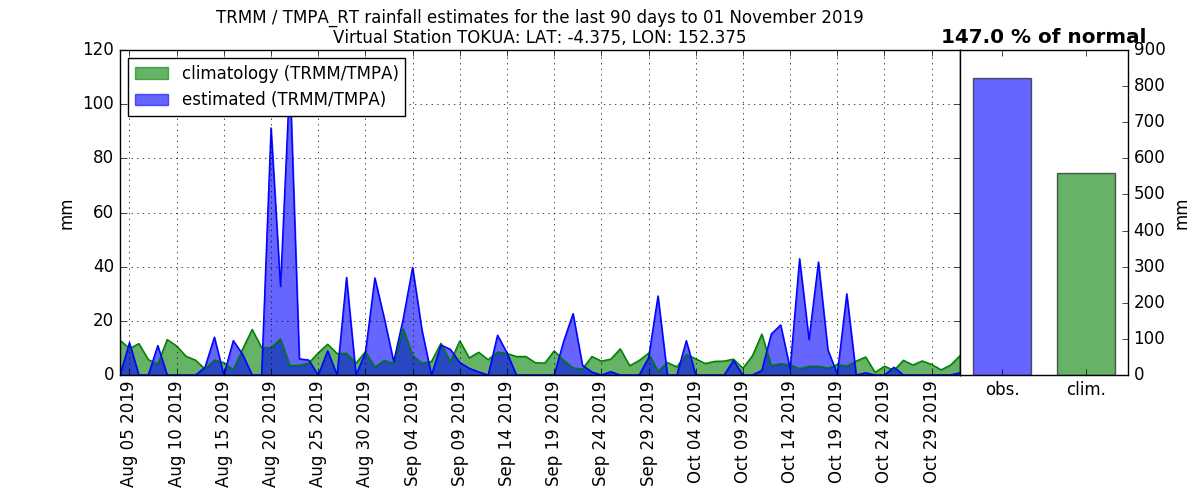 TRMM / TMPA_RT rainfall estimates for the last 90 days to 01 November 2019
Virtual Station TOKUA: LAT: -4.375, LON: 152.375
147.0 % of normal
climatology (TRMM/TMPA)
estimated (TRMM/TMPA)
mm
120
100
80
60
40
20
0
Aug 05 2019
Aug 10 2019
Aug 15 2019
Aug 20 2019
Aug 25 2019
Aug 30 2019
Sep 04 2019
Sep 09 2019
Sep 14 2019
Sep 19 2019
Sep 24 2019
Sep 29 2019
Oct 04 2019
Oct 09 2019
Oct 14 2019
Oct 19 2019
Oct 24 2019
Oct 29 2019
900
800
700
600
500
400
300
200
100
0
mm
obs.
clim.